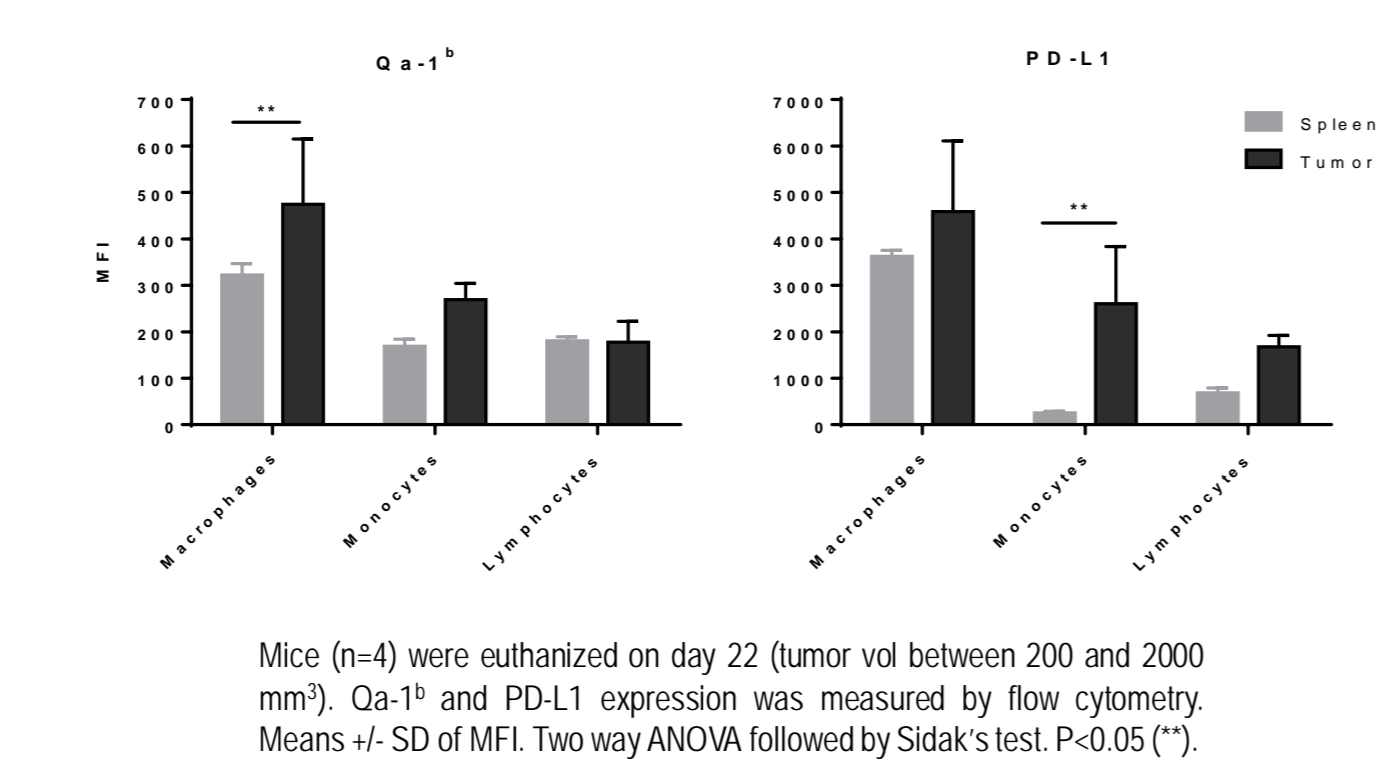 Qa-1b
**
700
600
500
400
300
200
100
0
MFI
Macrophages
Monocytes
Lymphocytes
PD-L1
**
7000
6000
5000
4000
3000
2000
1000
0
Macrophages
Monocytes
Lymphocytes
Spleen
Tumor
Mice (n=4) were euthanized on day 22 (tumor vol between 200 and 2000
mm³). Qa-1ᵇ and PD-L1 expression was measured by flow cytometry.
Means +/- SD of MFI. Two way ANOVA followed by Sidak's test. P<0.05 (**).